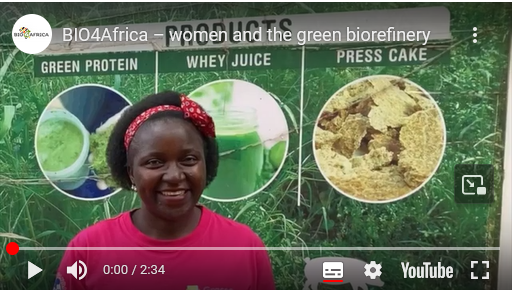 PRODUCTS
BIO4AFRICA
BIO4Africa – women and the green biorefinery
GREEN PROTEIN
WHEY JUICE
PRESS CAKE
0:00 / 2:34
YouTube